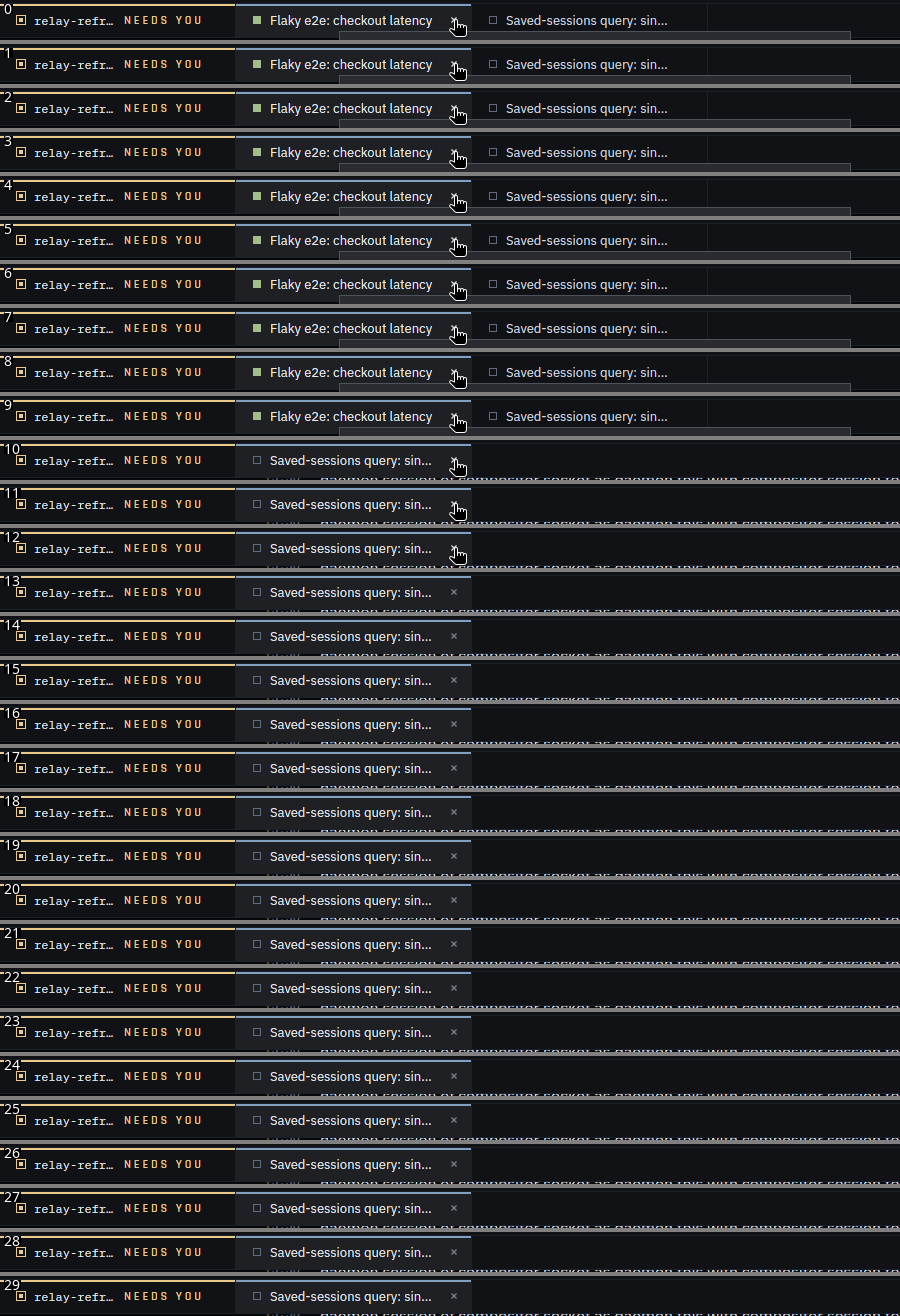 0 relay-refr… NEEDS YOU Flaky e2e: checkout latency × Saved-sessions query: sin...
1 relay-refr… NEEDS YOU Flaky e2e: checkout latency × Saved-sessions query: sin...
2 relay-refr… NEEDS YOU Flaky e2e: checkout latency × Saved-sessions query: sin...
3 relay-refr… NEEDS YOU Flaky e2e: checkout latency × Saved-sessions query: sin...
4 relay-refr… NEEDS YOU Flaky e2e: checkout latency × Saved-sessions query: sin...
5 relay-refr… NEEDS YOU Flaky e2e: checkout latency × Saved-sessions query: sin...
6 relay-refr… NEEDS YOU Flaky e2e: checkout latency × Saved-sessions query: sin...
7 relay-refr… NEEDS YOU Flaky e2e: checkout latency × Saved-sessions query: sin...
8 relay-refr… NEEDS YOU Flaky e2e: checkout latency × Saved-sessions query: sin...
9 relay-refr… NEEDS YOU Flaky e2e: checkout latency × Saved-sessions query: sin...
10 relay-refr… NEEDS YOU Saved-sessions query: sin... ×
11 relay-refr… NEEDS YOU Saved-sessions query: sin... ×
12 relay-refr… NEEDS YOU Saved-sessions query: sin... ×
13 relay-refr… NEEDS YOU Saved-sessions query: sin... ×
14 relay-refr… NEEDS YOU Saved-sessions query: sin... ×
15 relay-refr… NEEDS YOU Saved-sessions query: sin... ×
16 relay-refr… NEEDS YOU Saved-sessions query: sin... ×
17 relay-refr… NEEDS YOU Saved-sessions query: sin... ×
18 relay-refr… NEEDS YOU Saved-sessions query: sin... ×
19 relay-refr… NEEDS YOU Saved-sessions query: sin... ×
20 relay-refr… NEEDS YOU Saved-sessions query: sin... ×
21 relay-refr… NEEDS YOU Saved-sessions query: sin... ×
22 relay-refr… NEEDS YOU Saved-sessions query: sin... ×
23 relay-refr… NEEDS YOU Saved-sessions query: sin... ×
24 relay-refr… NEEDS YOU Saved-sessions query: sin... ×
25 relay-refr… NEEDS YOU Saved-sessions query: sin... ×
26 relay-refr… NEEDS YOU Saved-sessions query: sin... ×
27 relay-refr… NEEDS YOU Saved-sessions query: sin... ×
28 relay-refr… NEEDS YOU Saved-sessions query: sin... ×
29 relay-refr… NEEDS YOU Saved-sessions query: sin... ×